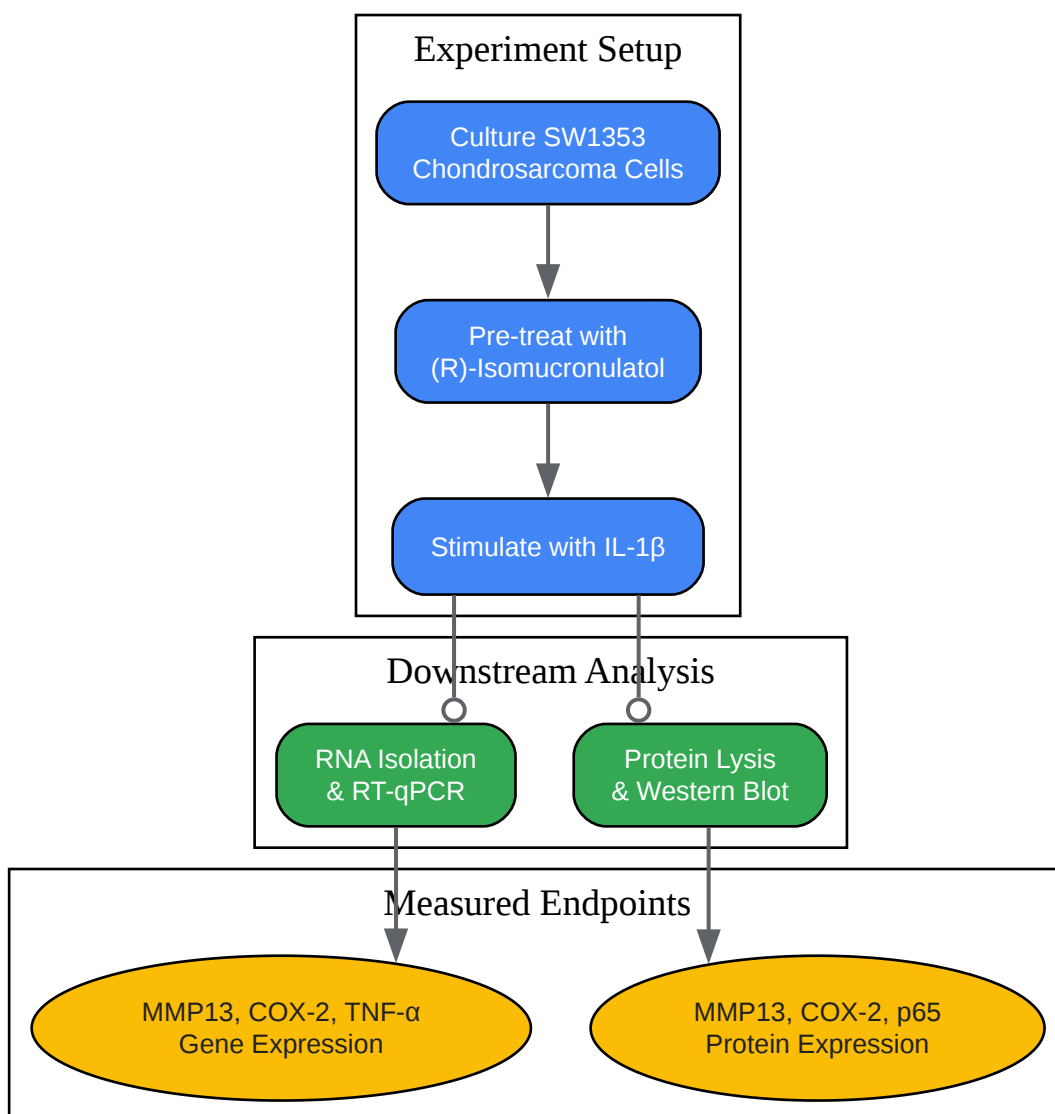 Experiment Setup
Culture SW1353
Chondrosarcoma Cells
Pre-treat with
(R)-Isomucronulatol
Stimulate with IL-1β
Downstream Analysis
RNA Isolation
& RT-qPCR
Protein Lysis
& Western Blot
Measured Endpoints
MMP13, COX-2, TNF-α
Gene Expression
MMP13, COX-2, p65
Protein Expression